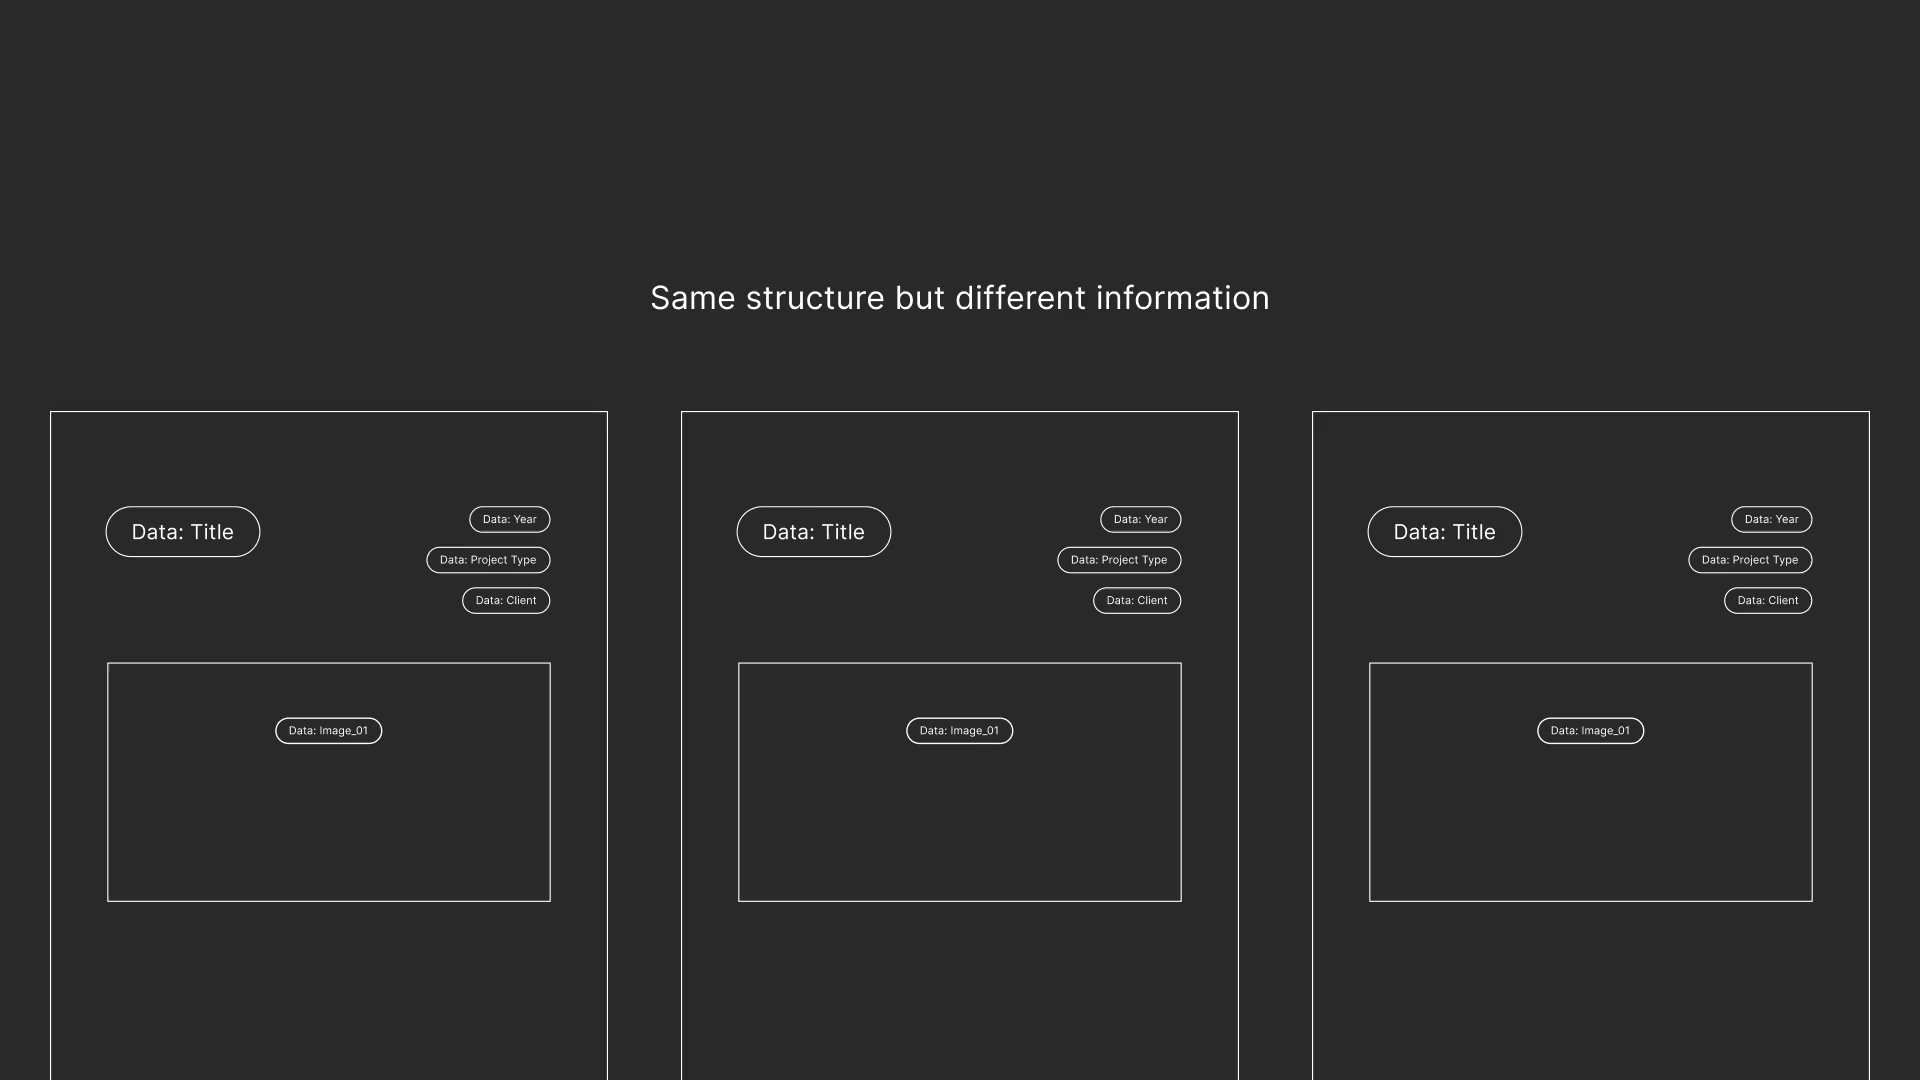 Same structure but different information
Data: Title
Data: Year
Data: Project Type
Data: Client
Data: Image_01
Data: Title
Data: Year
Data: Project Type
Data: Client
Data: Image_01
Data: Title
Data: Year
Data: Project Type
Data: Client
Data: Image_01